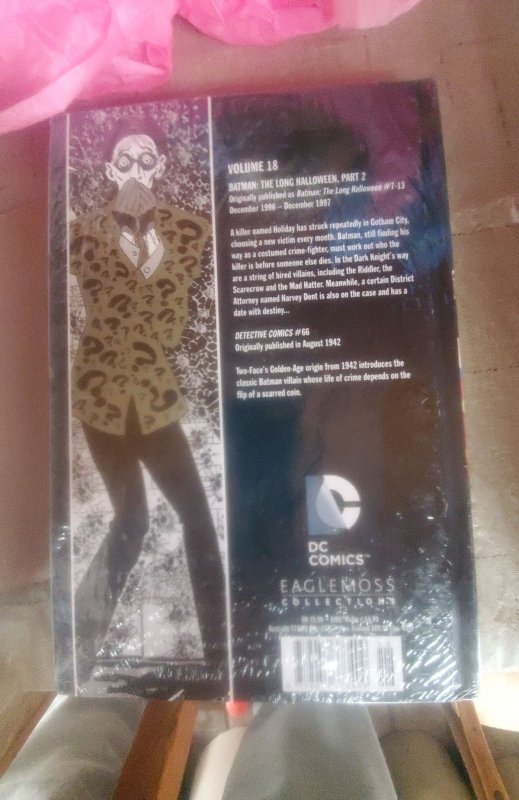 VOLUME 18
BATMAN: THE LONG HALLOWEEN, PART 2
Originally published as Batman: The Long Halloween #7-13
December 1996 – December 1997
A killer named Holiday has struck repeatedly in Gotham City,
choosing a new victim every month. Batman, still finding his
way as a costumed crime-fighter, must work out who the
killer is before someone else dies. In the Dark Knight's way
are a string of hired villains, including the Riddler, the
Scarecrow and the Mad Hatter. Meanwhile, a certain District
Attorney named Harvey Dent is also on the case and has a
date with destiny...
DETECTIVE COMICS #66
Originally published in August 1942
Two-Face's Golden-Age origin from 1942 introduces the
classic Batman villain whose life of crime depends on the
flip of a scarred coin.
DC
COMICS™
EAGLEMOSS
COLLECTIONS